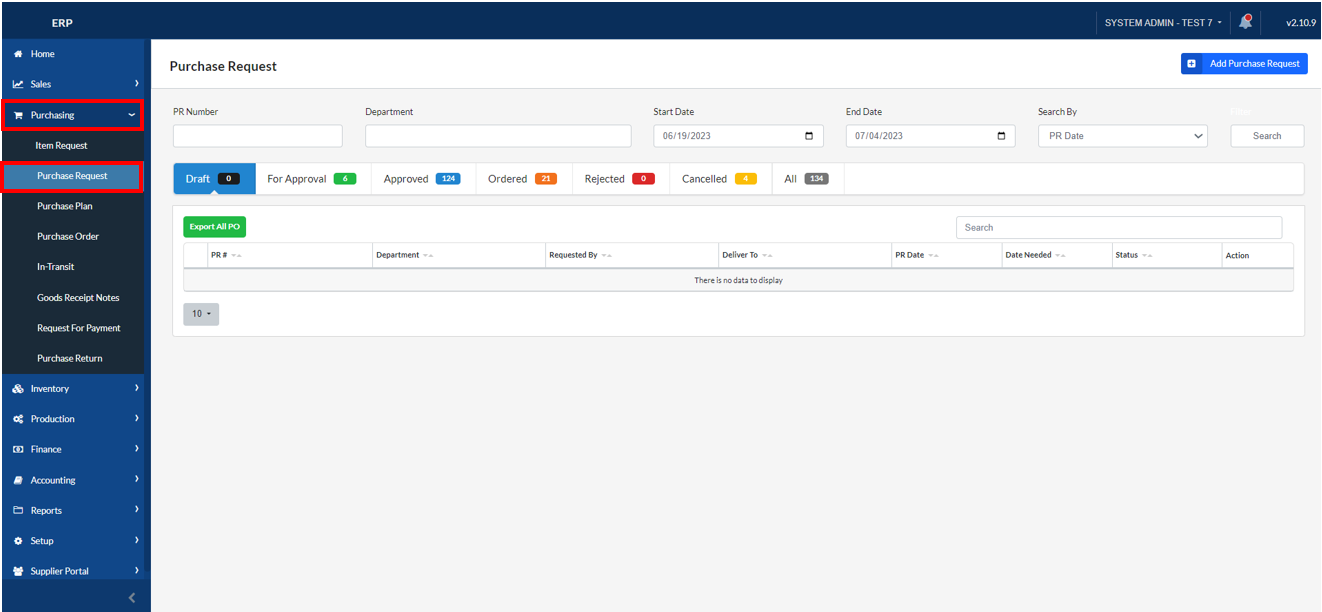 ERP
SYSTEM ADMIN - TEST 7
v2.10.9
Home
Sales
Purchasing
Item Request
Purchase Request
Purchase Plan
Purchase Order
In-Transit
Goods Receipt Notes
Request For Payment
Purchase Return
Inventory
Production
Finance
Accounting
Reports
Setup
Supplier Portal
Purchase Request
Add Purchase Request
PR Number
Department
Start Date
End Date
Search By
Filter
06/19/2023
07/04/2023
PR Date
Search
Draft 0
For Approval 6
Approved 124
Ordered 21
Rejected 0
Cancelled 4
All 134
Export All PO
Search
PR # Department Requested By Deliver To PR Date Date Needed Status Action
There is no data to display
10